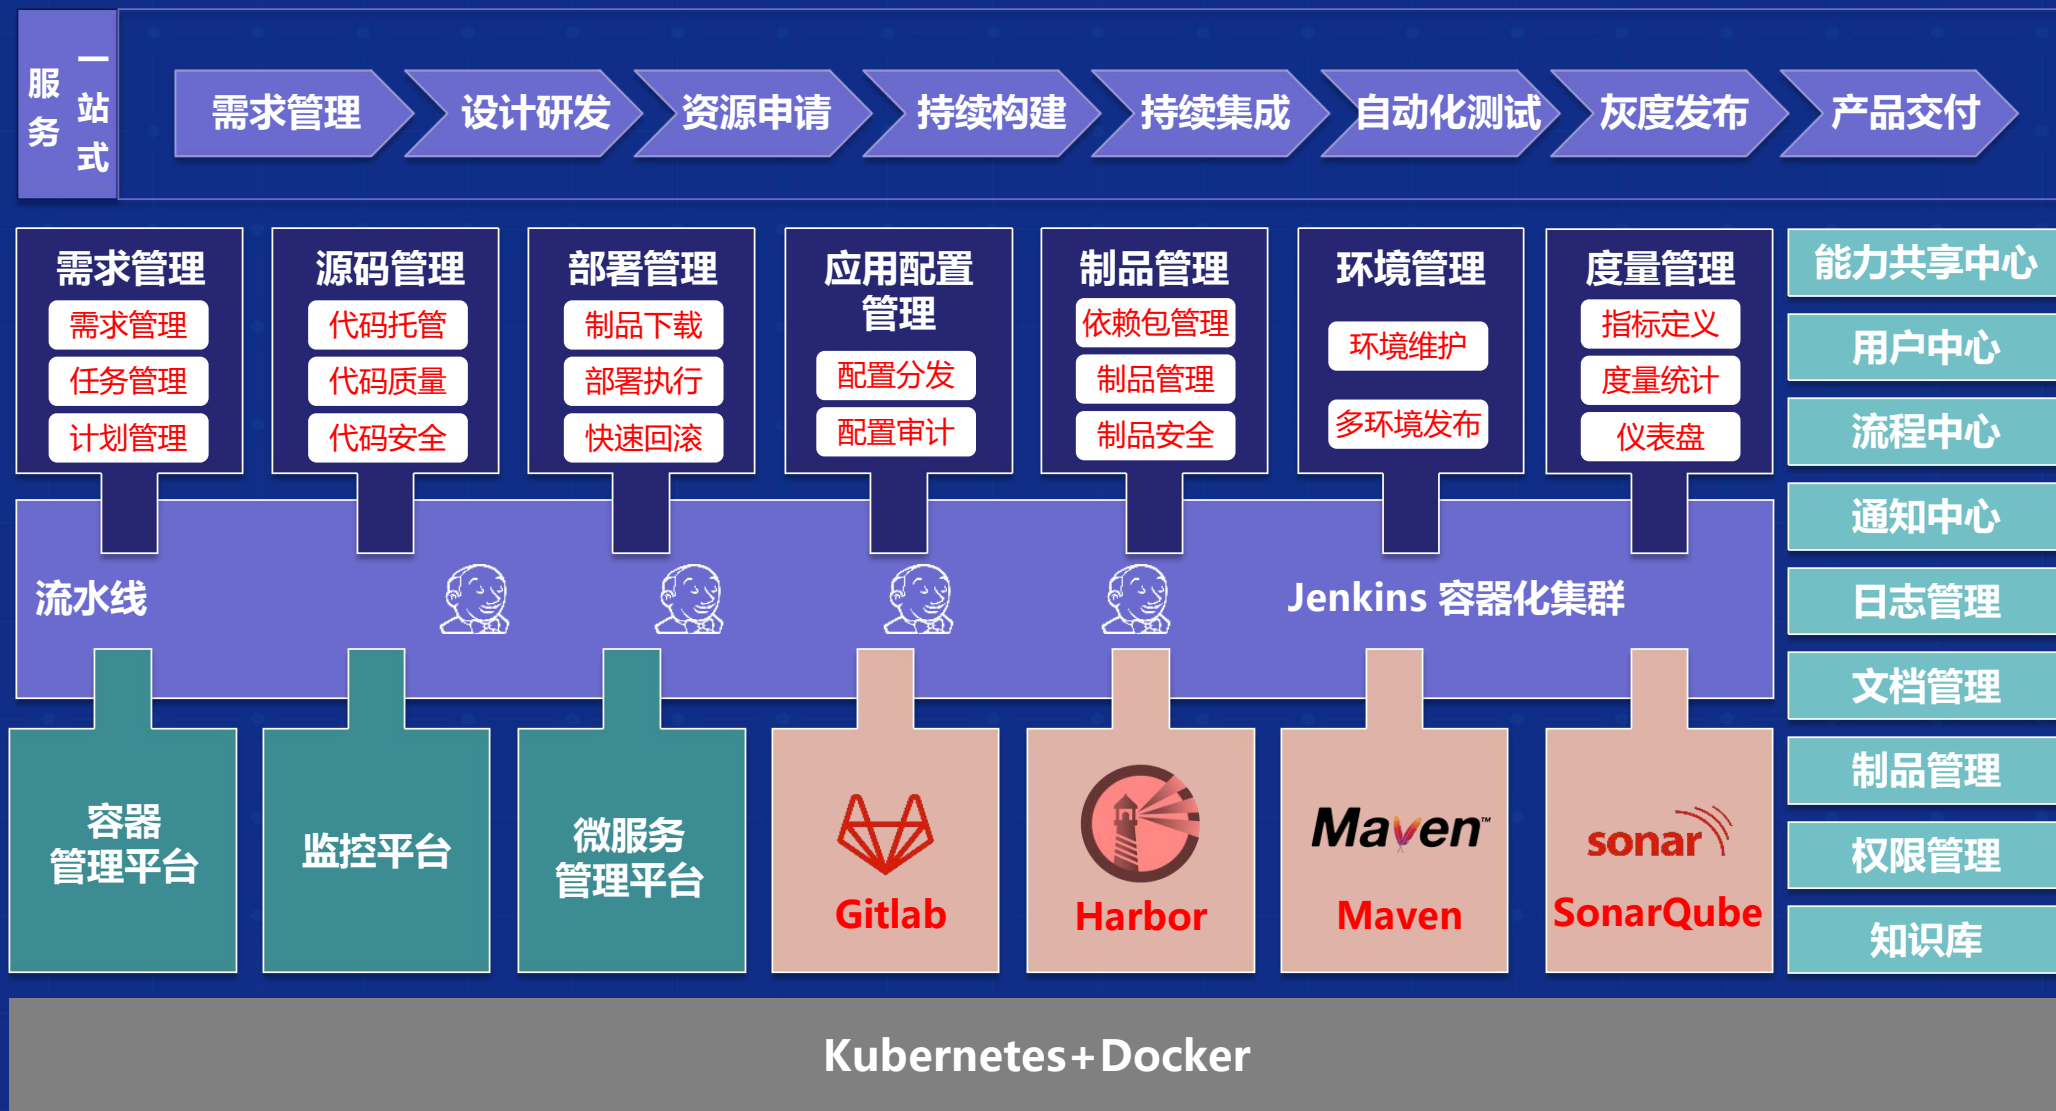 一站式
服务
需求管理
设计研发
资源申请
持续构建
持续集成
自动化测试
灰度发布
产品交付
需求管理
需求管理
任务管理
计划管理
源码管理
代码托管
代码质量
代码安全
部署管理
制品下载
部署执行
快速回滚
应用配置
管理
配置分发
配置审计
制品管理
依赖包管理
制品管理
制品安全
环境管理
环境维护
多环境发布
度量管理
指标定义
度量统计
仪表盘
能力共享中心
用户中心
流程中心
通知中心
日志管理
文档管理
制品管理
权限管理
知识库
流水线
Jenkins 容器化集群
容器
管理平台
监控平台
微服务
管理平台
Gitlab
Harbor
Maven™
Maven
sonar
SonarQube
Kubernetes+Docker